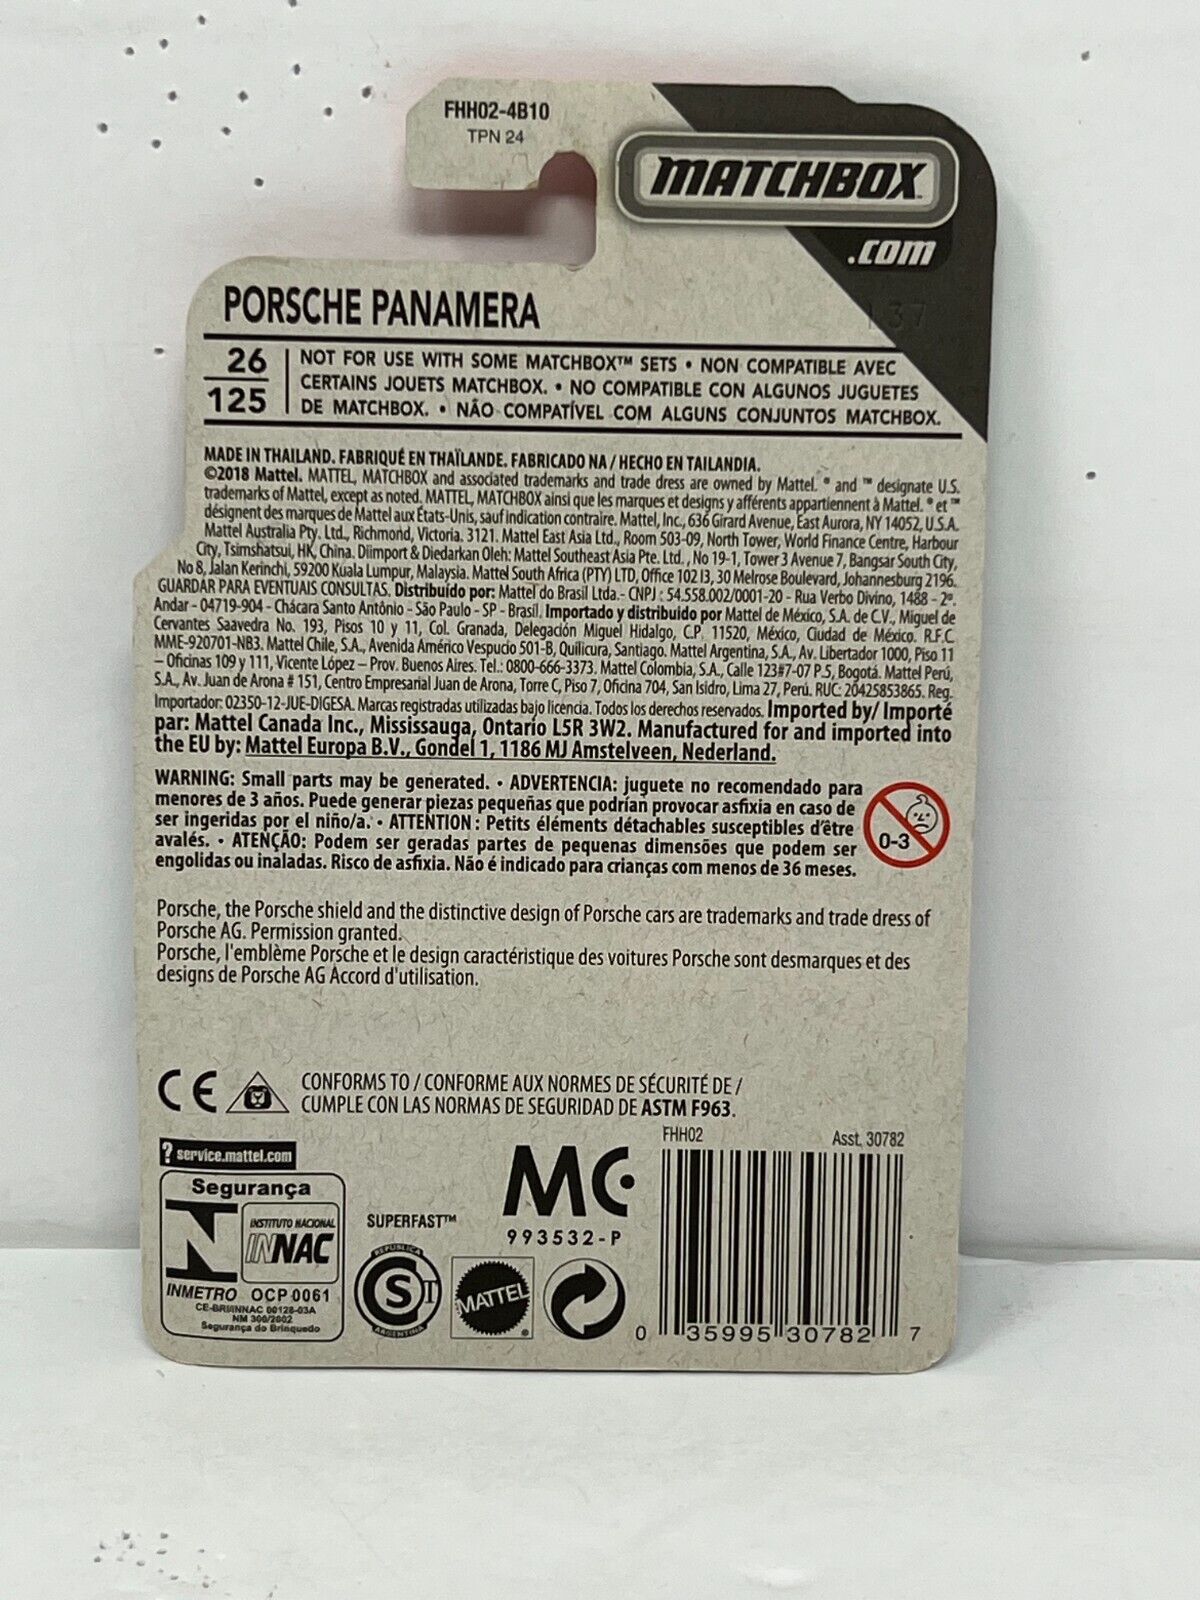 FHH02-4B10
TPN 24
MATCHBOX
.com
137
PORSCHE PANAMERA
26
125
NOT FOR USE WITH SOME MATCHBOX™ SETS • NON COMPATIBLE AVEC
CERTAINS JOUETS MATCHBOX. • NO COMPATIBLE CON ALGUNOS JUGUETES
DE MATCHBOX. • NÃO COMPATÍVEL COM ALGUNS CONJUNTOS MATCHBOX.
MADE IN THAILAND. FABRIQUÉ EN THAÏLANDE. FABRICADO NA / HECHO EN TAILANDIA.
©2018 Mattel. MATTEL, MATCHBOX and associated trademarks and trade dress are owned by Mattel. ® and ™ designate U.S.
trademarks of Mattel, except as noted. MATTEL, MATCHBOX ainsi que les marques et designs y afférents appartiennent à Mattel. ® et ™
désignent des marques de Mattel aux États-Unis, sauf indication contraire. Mattel, Inc., 636 Girard Avenue, East Aurora, NY 14052, U.S.A.
Mattel Australia Pty. Ltd., Richmond, Victoria. 3121. Mattel East Asia Ltd., Room 503-09, North Tower, World Finance Centre, Harbour
City, Tsimshatsui, HK, China. Diimport & Diedarkan Oleh: Mattel Southeast Asia Pte. Ltd. , No 19-1, Tower 3 Avenue 7, Bangsar South City,
No 8, Jalan Kerinchi, 59200 Kuala Lumpur, Malaysia. Mattel South Africa (PTY) LTD, Office 102 I3, 30 Melrose Boulevard, Johannesburg 2196.
GUARDAR PARA EVENTUAIS CONSULTAS. Distribuído por: Mattel do Brasil Ltda.- CNPJ : 54.558.002/0001-20 - Rua Verbo Divino, 1488 - 2º.
Andar - 04719-904 - Chácara Santo Antônio - São Paulo - SP - Brasil. Importado y distribuido por Mattel de México, S.A. de C.V., Miguel de
Cervantes Saavedra No. 193, Pisos 10 y 11, Col. Granada, Delegación Miguel Hidalgo, C.P. 11520, México, Ciudad de México. R.F.C.
MME-920701-NB3. Mattel Chile, S.A., Avenida Américo Vespucio 501-B, Quilicura, Santiago. Mattel Argentina, S.A., Av. Libertador 1000, Piso 11
– Oficinas 109 y 111, Vicente López – Prov. Buenos Aires. Tel.: 0800-666-3373. Mattel Colombia, S.A., Calle 123#7-07 P.5, Bogotá. Mattel Perú,
S.A., Av. Juan de Arona # 151, Centro Empresarial Juan de Arona, Torre C, Piso 7, Oficina 704, San Isidro, Lima 27, Perú. RUC: 20425853865. Reg.
Importador: 02350-12-JUE-DIGESA. Marcas registradas utilizadas bajo licencia. Todos los derechos reservados. Imported by/ Importé
par: Mattel Canada Inc., Mississauga, Ontario L5R 3W2. Manufactured for and imported into
the EU by: Mattel Europa B.V., Gondel 1, 1186 MJ Amstelveen, Nederland.
WARNING: Small parts may be generated. • ADVERTENCIA: juguete no recomendado para
menores de 3 años. Puede generar piezas pequeñas que podrían provocar asfixia en caso de
ser ingeridas por el niño/a. • ATTENTION : Petits éléments détachables susceptibles d'être
avalés. • ATENÇÃO: Podem ser geradas partes de pequenas dimensões que podem ser
engolidas ou inaladas. Risco de asfixia. Não é indicado para crianças com menos de 36 meses.
0-3
Porsche, the Porsche shield and the distinctive design of Porsche cars are trademarks and trade dress of
Porsche AG. Permission granted.
Porsche, l'emblème Porsche et le design caractéristique des voitures Porsche sont desmarques et des
designs de Porsche AG Accord d'utilisation.
CE
CONFORMS TO / CONFORME AUX NORMES DE SÉCURITÉ DE /
CUMPLE CON LAS NORMAS DE SEGURIDAD DE ASTM F963.
? service.mattel.com
Segurança
INSTITUTO NACIONAL
INNAC
INMETRO OCP 0061
CE-BRI/INNAC 00128-03A
NM 300/2002
Segurança do Brinquedo
SUPERFAST™
REPUBLICA
S
ARGENTINA
MC
993532-P
MATTEL
®
FHH02 Asst. 30782
0 35995 30782 7